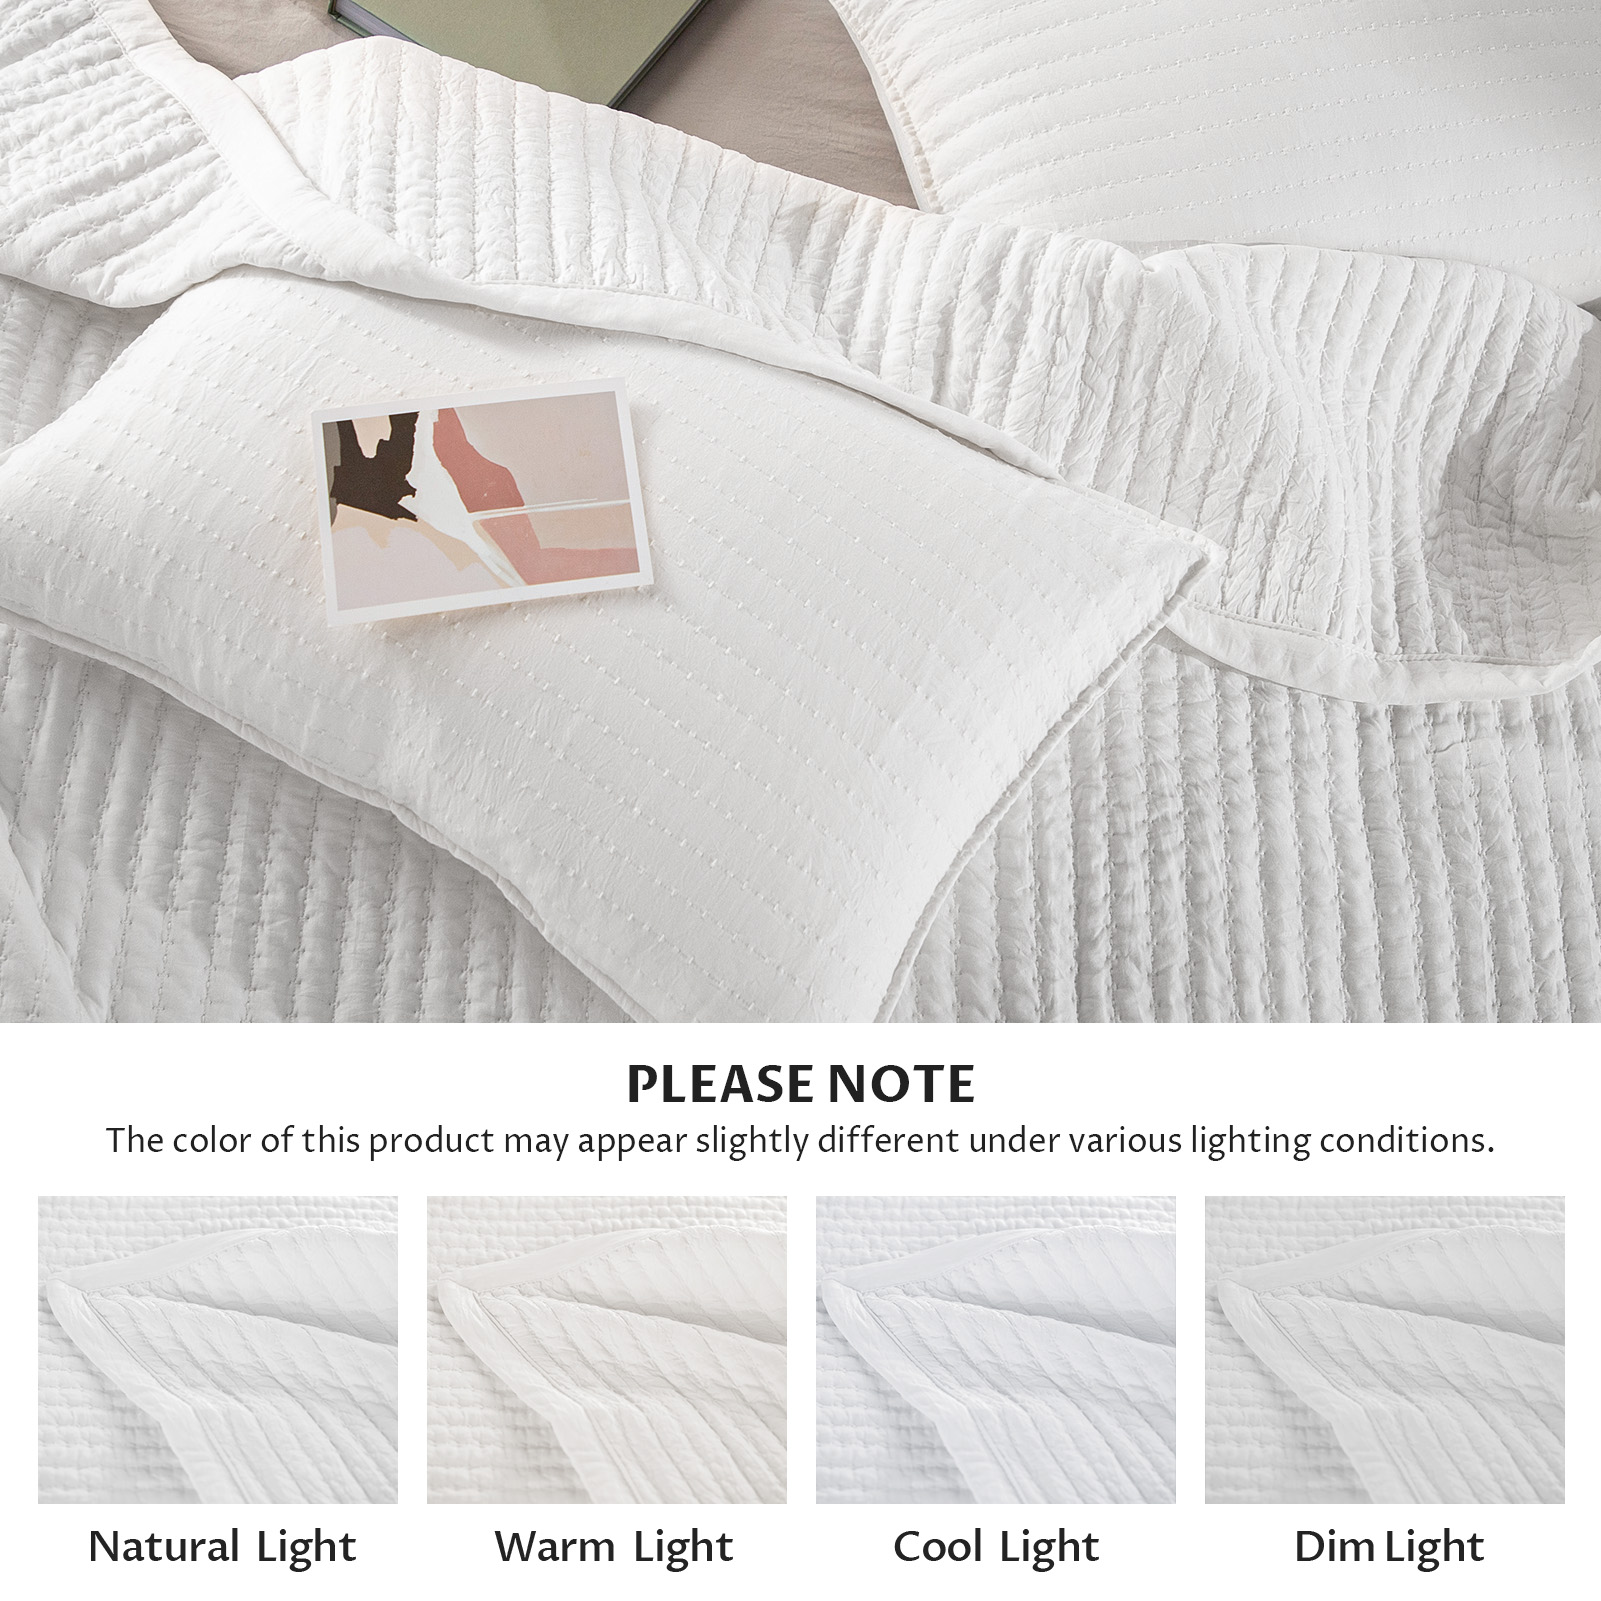 PLEASE NOTE
The color of this product may appear slightly different under various lighting conditions.
Natural Light
Warm Light
Cool Light
Dim Light